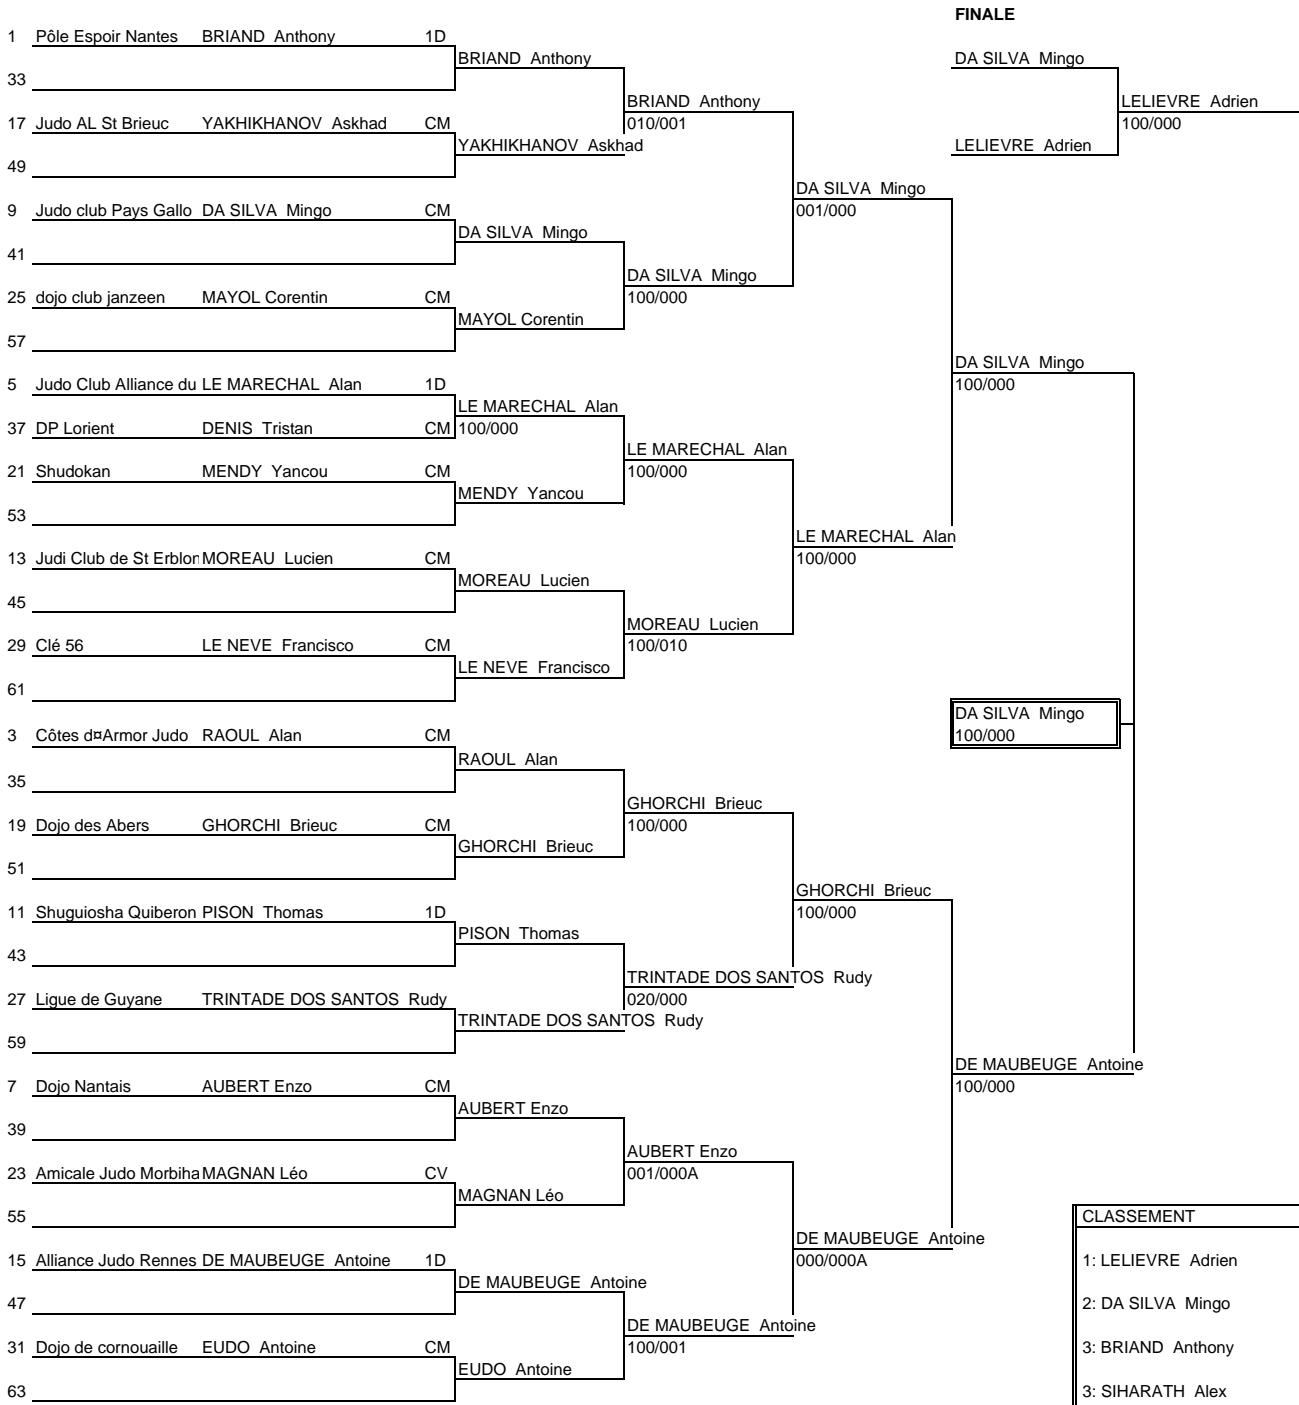 FINALE
1 Pôle Espoir Nantes BRIAND Anthony 1D
BRIAND Anthony
DA SILVA Mingo
33
BRIAND Anthony
010/001
LELIEVRE Adrien
100/000
17 Judo AL St Brieuc YAKHIKHANOV Askhad CM
YAKHIKHANOV Askhad
LELIEVRE Adrien
49
DA SILVA Mingo
001/000
9 Judo club Pays Gallo DA SILVA Mingo CM
DA SILVA Mingo
41
DA SILVA Mingo
100/000
25 dojo club janzeen MAYOL Corentin CM
MAYOL Corentin
57
DA SILVA Mingo
100/000
5 Judo Club Alliance du LE MARECHAL Alan 1D
LE MARECHAL Alan
100/000
37 DP Lorient DENIS Tristan CM
LE MARECHAL Alan
100/000
21 Shudokan MENDY Yancou CM
MENDY Yancou
53
LE MARECHAL Alan
100/000
13 Judi Club de St Erblon MOREAU Lucien CM
MOREAU Lucien
45
MOREAU Lucien
100/010
29 Clé 56 LE NEVE Francisco CM
LE NEVE Francisco
61
DA SILVA Mingo
100/000
3 Côtes d¤Armor Judo RAOUL Alan CM
RAOUL Alan
35
GHORCHI Brieuc
100/000
19 Dojo des Abers GHORCHI Brieuc CM
GHORCHI Brieuc
51
GHORCHI Brieuc
100/000
11 Shuguiosha Quiberon PISON Thomas 1D
PISON Thomas
43
TRINTADE DOS SANTOS Rudy
020/000
27 Ligue de Guyane TRINTADE DOS SANTOS Rudy
TRINTADE DOS SANTOS Rudy
59
DE MAUBEUGE Antoine
100/000
7 Dojo Nantais AUBERT Enzo CM
AUBERT Enzo
39
AUBERT Enzo
001/000A
23 Amicale Judo Morbiha MAGNAN Léo CV
MAGNAN Léo
55
DE MAUBEUGE Antoine
000/000A
15 Alliance Judo Rennes DE MAUBEUGE Antoine 1D
DE MAUBEUGE Antoine
47
DE MAUBEUGE Antoine
100/001
31 Dojo de cornouaille EUDO Antoine CM
EUDO Antoine
63
CLASSEMENT
1: LELIEVRE Adrien
2: DA SILVA Mingo
3: BRIAND Anthony
3: SIHARATH Alex